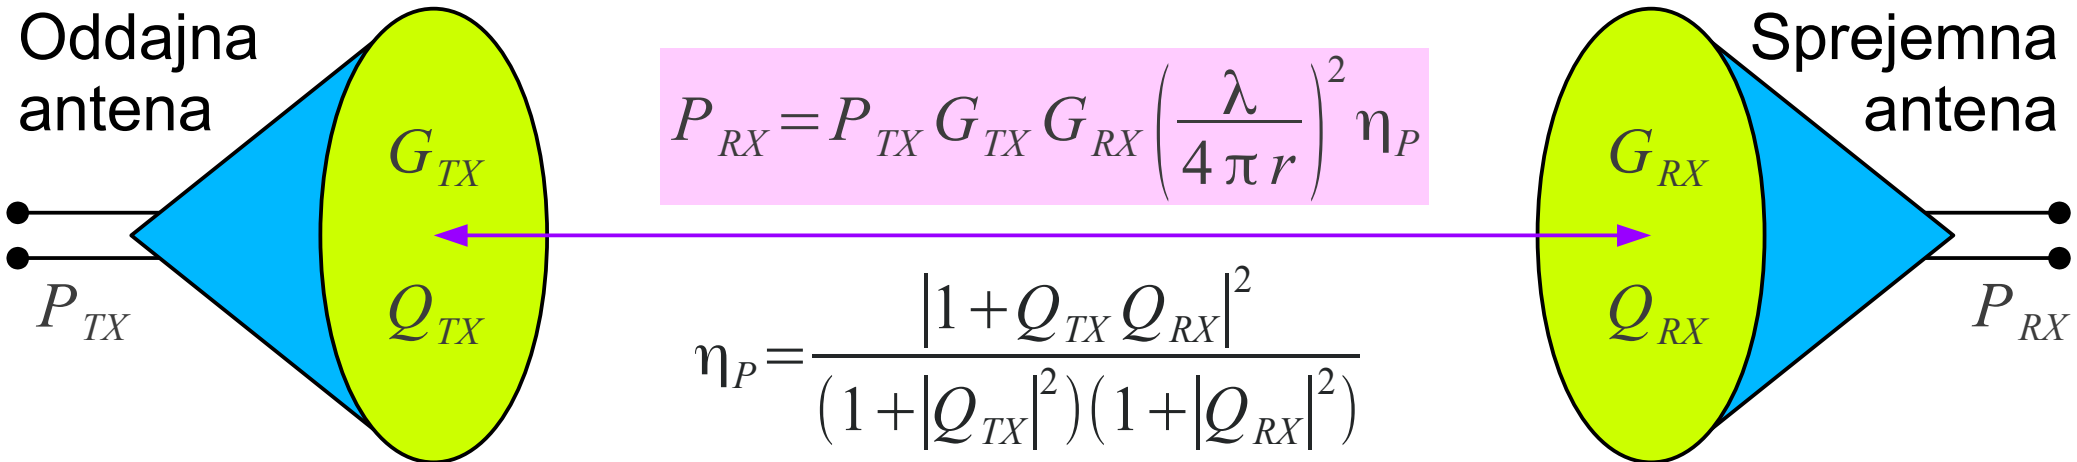 Oddajna
antena
G_TX
Q_TX
P_TX
P_RX = P_TX G_TX G_RX (λ / 4 π r)^2 η_P
η_P = |1 + Q_TX Q_RX|^2 / (1 + |Q_TX|^2)(1 + |Q_RX|^2)
Sprejemna
antena
G_RX
Q_RX
P_RX